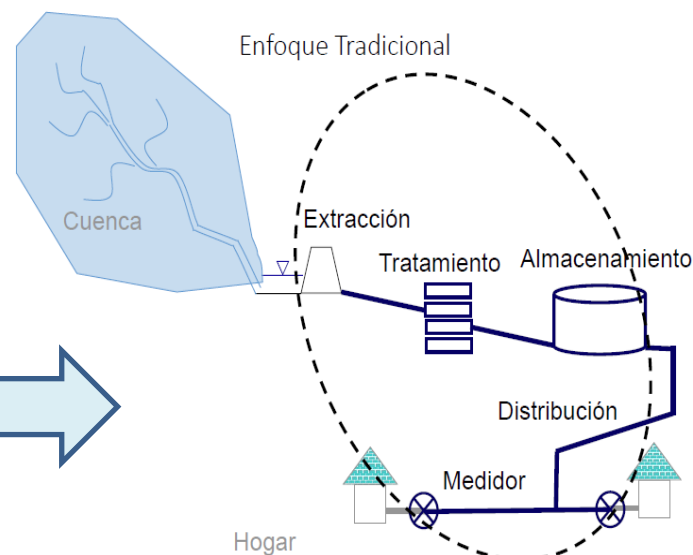 Enfoque Tradicional
Cuenca
Extracción
Tratamiento
Almacenamiento
Distribución
Medidor
Hogar